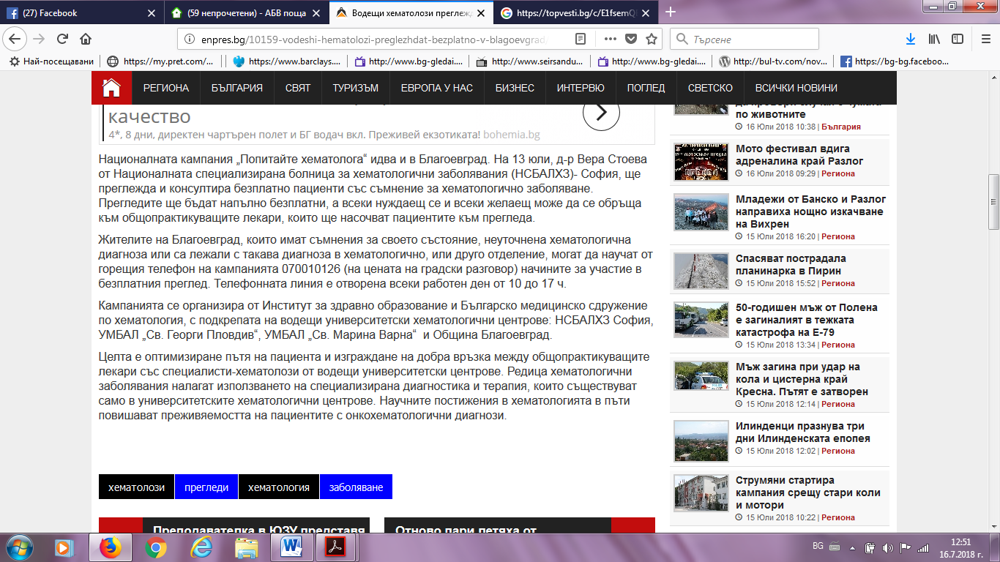 (27) Facebook
(59 непрочетени) - АБВ поща
Водещи хематолози преглежд
https://topvesti.bg/c/E1fsemQ
enpres.bg/10159-vodeshi-hematolozi-preglezhdat-bezplatno-v-blagoevgrad
Търсене
Най-посещавани
https://my.pret.com/...
https://www.barclays....
http://www.bg-gledai....
http://www.seirsandu...
http://www.bg-gledai....
http://bul-tv.com/nov...
https://bg-bg.faceboo...
РЕГИОНА
БЪЛГАРИЯ
СВЯТ
ТУРИЗЪМ
ЕВРОПА У НАС
БИЗНЕС
ИНТЕРВЮ
ПОГЛЕД
СВЕТСКО
ВСИЧКИ НОВИНИ
качество
4*, 8 дни, директен чартърен полет и БГ водач вкл. Преживей екзотиката! bohemia.bg
Националната кампания „Попитайте хематолога“ идва и в Благоевград. На 13 юли, д-р Вера Стоева
от Националната специализирана болница за хематологични заболявания (НСБАЛХЗ)- София, ще
преглежда и консултира безплатно пациенти със съмнение за хематологично заболяване.
Прегледите ще бъдат напълно безплатни, а всеки нуждаещ се и всеки желаещ може да се обръща
към общопрактикуващите лекари, които ще насочват пациентите към прегледа.
Жителите на Благоевград, които имат съмнения за своето състояние, неуточнена хематологична
диагноза или са лежали с такава диагноза в хематологично, или друго отделение, могат да научат от
горещия телефон на кампанията 070010126 (на цената на градски разговор) начините за участие в
безплатния преглед. Телефонната линия е отворена всеки работен ден от 10 до 17 ч.
Кампанията се организира от Институт за здравно образование и Българско медицинско сдружение
по хематология, с подкрепата на водещи университетски хематологични центрове: НСБАЛХЗ София,
УМБАЛ „Св. Георги Пловдив“, УМБАЛ „Св. Марина Варна“  и Община Благоевград.
Целта е оптимизиране пътя на пациента и изграждане на добра връзка между общопрактикуващите
лекари със специалисти-хематолози от водещи университетски центрове. Редица хематологични
заболявания налагат използването на специализирана диагностика и терапия, които съществуват
само в университетските хематологични центрове. Научните постижения в хематологията в пъти
повишават преживяемостта на пациентите с онкохематологични диагнози.
хематолози
прегледи
хематология
заболяване
Преподавателка в ЮЗУ представя
Отново пари летяха от
по животните
16 Юли 2018 10:38 | България
Мото фестивал вдига
адреналина край Разлог
16 Юли 2018 09:29 | Региона
Младежи от Банско и Разлог
направиха нощно изкачване
на Вихрен
15 Юли 2018 16:20 | Региона
Спасяват пострадала
планинарка в Пирин
15 Юли 2018 15:52 | Региона
50-годишен мъж от Полена
е загиналият в тежката
катастрофа на Е-79
15 Юли 2018 13:34 | Региона
Мъж загина при удар на
кола и цистерна край
Кресна. Пътят е затворен
15 Юли 2018 12:14 | Региона
Илинденци празнува три
дни Илинденската епопея
15 Юли 2018 12:02 | Региона
Струмяни стартира
кампания срещу стари коли
и мотори
15 Юли 2018 10:22 | Региона
BG
12:51
16.7.2018 г.